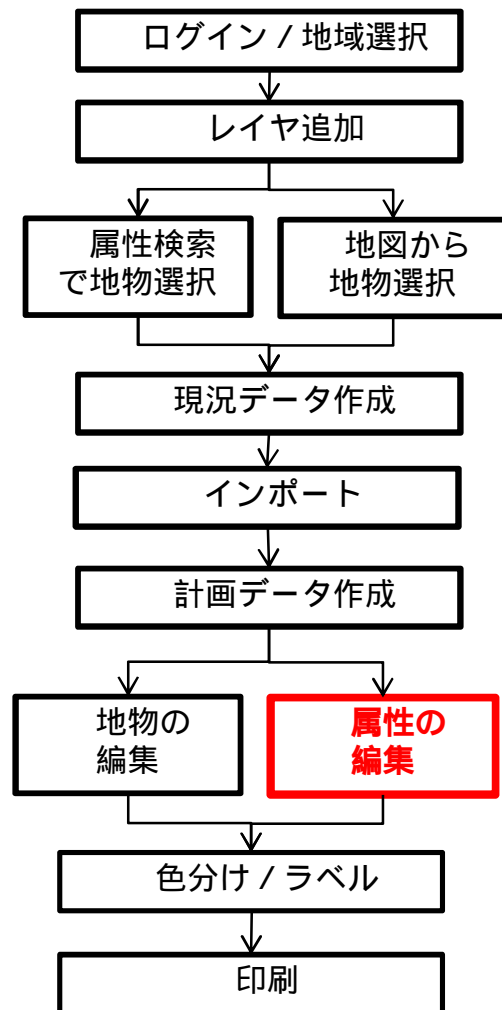 ログイン / 地域選択
レイヤ追加
属性検索
で地物選択
地図から
地物選択
現況データ作成
インポート
計画データ作成
地物の
編集
属性の
編集
色分け / ラベル
印刷